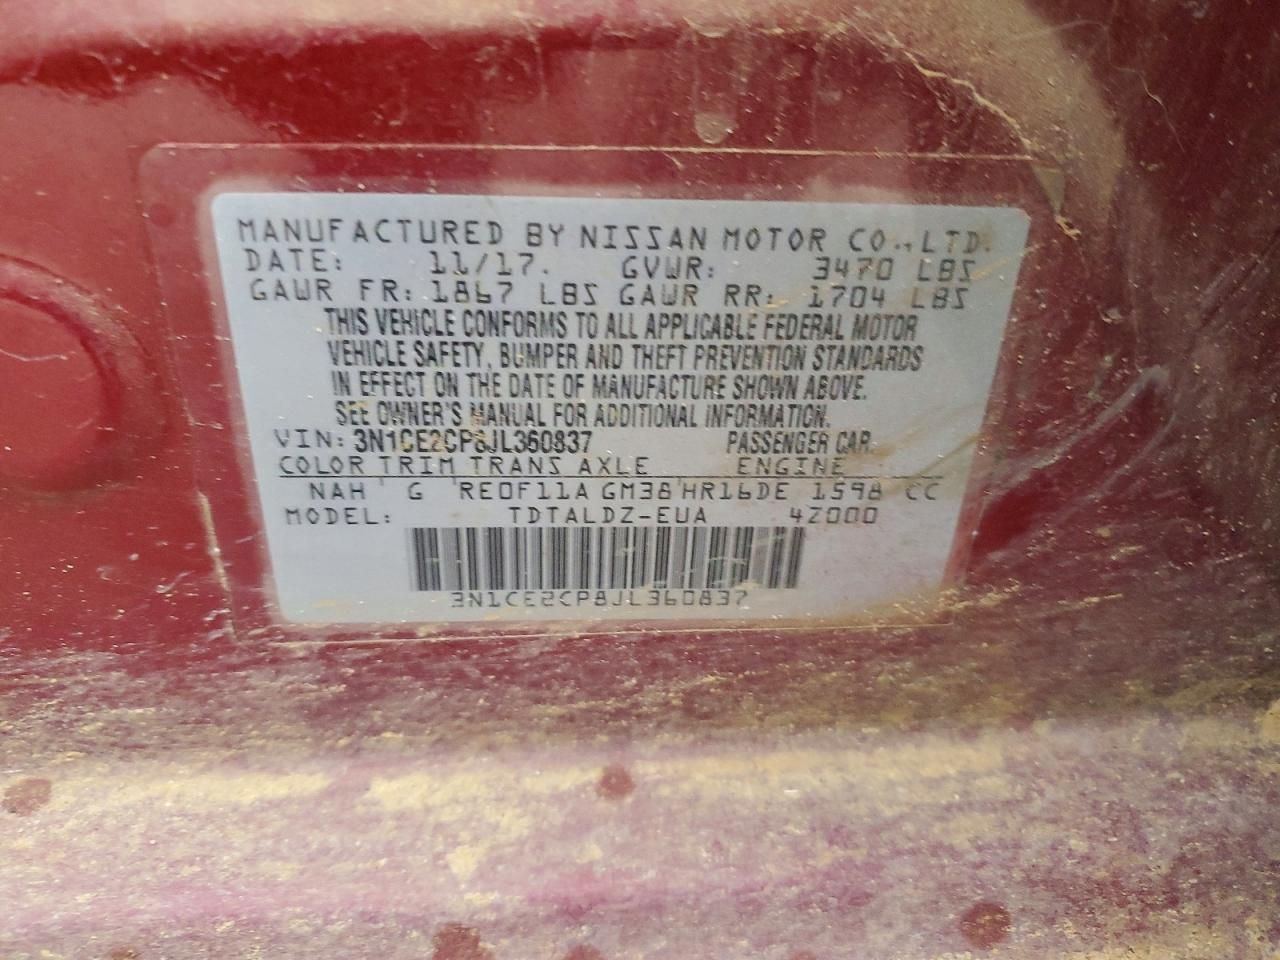 MANUFACTURED BY NISSAN MOTOR CO., LTD.
DATE: 11/17. GVWR: 3470 LBS
GAWR FR: 1867 LBS GAWR RR: 1704 LBS
THIS VEHICLE CONFORMS TO ALL APPLICABLE FEDERAL MOTOR
VEHICLE SAFETY, BUMPER AND THEFT PREVENTION STANDARDS
IN EFFECT ON THE DATE OF MANUFACTURE SHOWN ABOVE.
SEE OWNER'S MANUAL FOR ADDITIONAL INFORMATION.
VIN: 3N1CE2CP8JL360837 PASSENGER CAR.
COLOR TRIM TRANS AXLE ENGINE
NAH G RE0F11A GM38 HR16DE 1598 CC
MODEL: TDTALDZ-EUA 4Z000
3N1CE2CP8JL360837